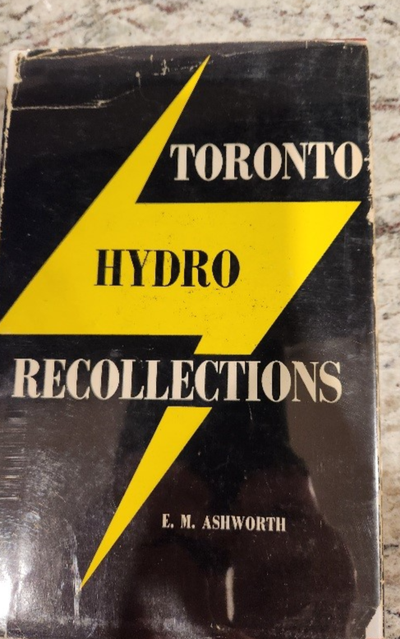 TORONTO-
HYDRO
RECOLLECTIONS
E. M. ASHWORTH